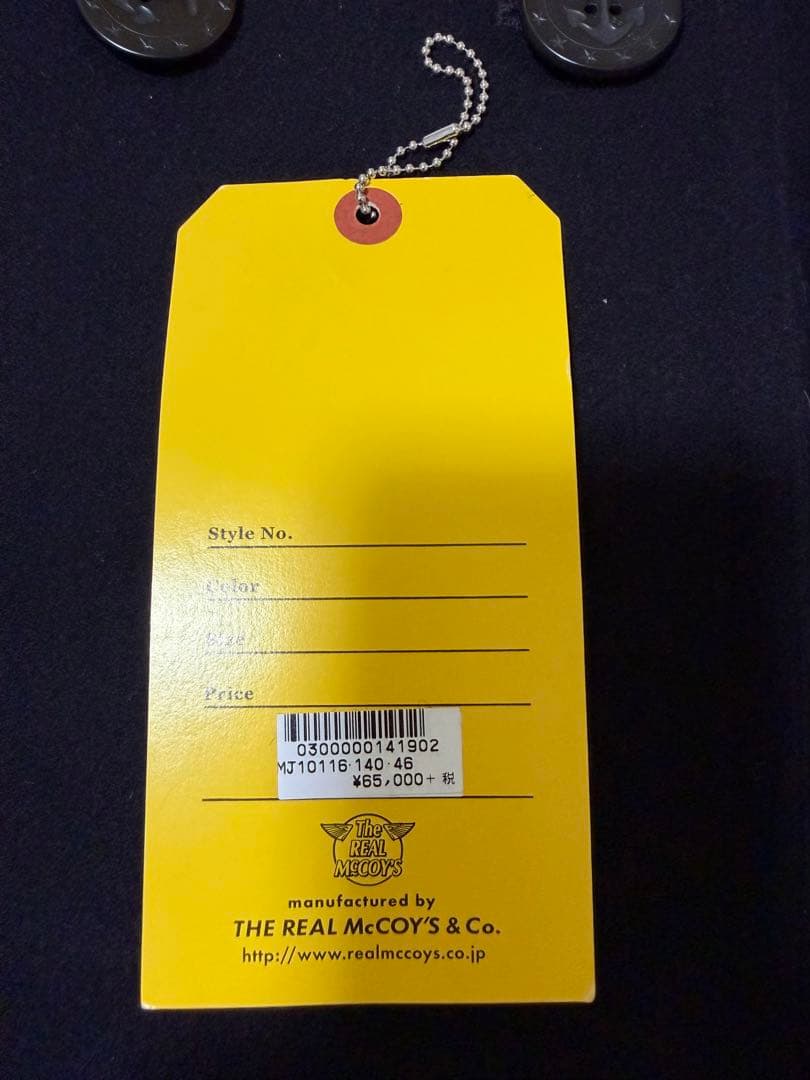 Style No.
Color
Size
Price
0300000141902
MJ10116·140·46
¥65,000+ 税
The
REAL
McCOY'S
manufactured by
THE REAL McCOY'S & Co.
http://www.realmccoys.co.jp